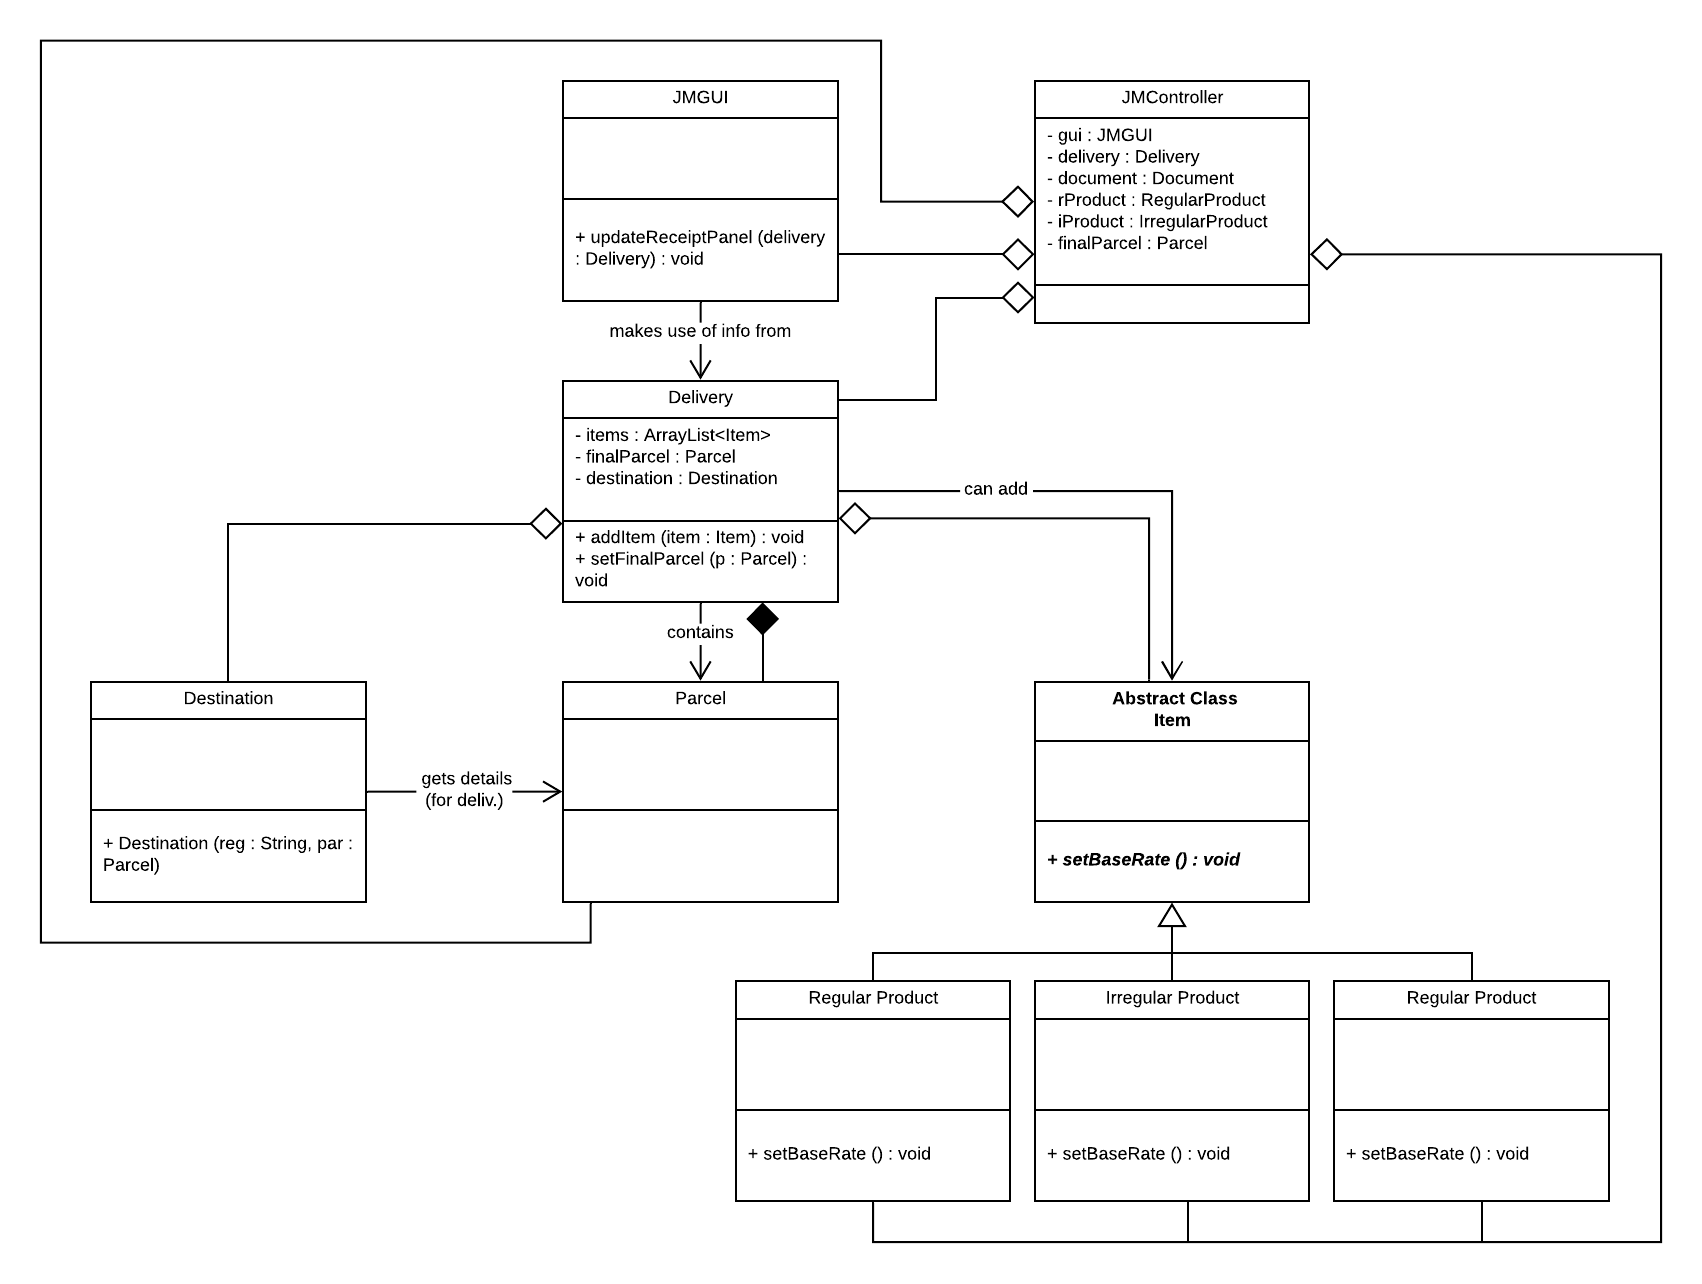 JMGUI
+ updateReceiptPanel (delivery
: Delivery) : void
JMController
- gui : JMGUI
- delivery : Delivery
- document : Document
- rProduct : RegularProduct
- iProduct : IrregularProduct
- finalParcel : Parcel
makes use of info from
Delivery
- items : ArrayList<Item>
- finalParcel : Parcel
- destination : Destination
+ addItem (item : Item) : void
+ setFinalParcel (p : Parcel) :
void
can add
contains
Destination
+ Destination (reg : String, par :
Parcel)
gets details
(for deliv.)
Parcel
Abstract Class
Item
+ setBaseRate () : void
Regular Product
+ setBaseRate () : void
Irregular Product
+ setBaseRate () : void
Regular Product
+ setBaseRate () : void